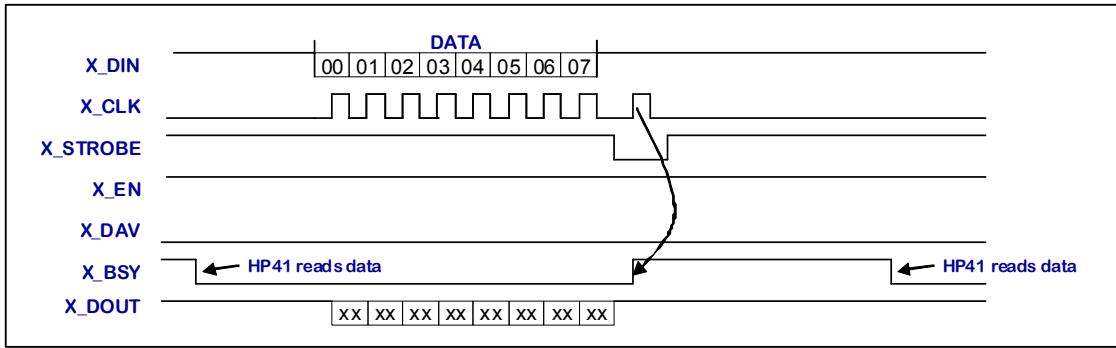 DATA
X_DIN 00 01 02 03 04 05 06 07
X_CLK
X_STROBE
X_EN
X_DAV
X_BSY HP41 reads data HP41 reads data
X_DOUT xx xx xx xx xx xx xx xx